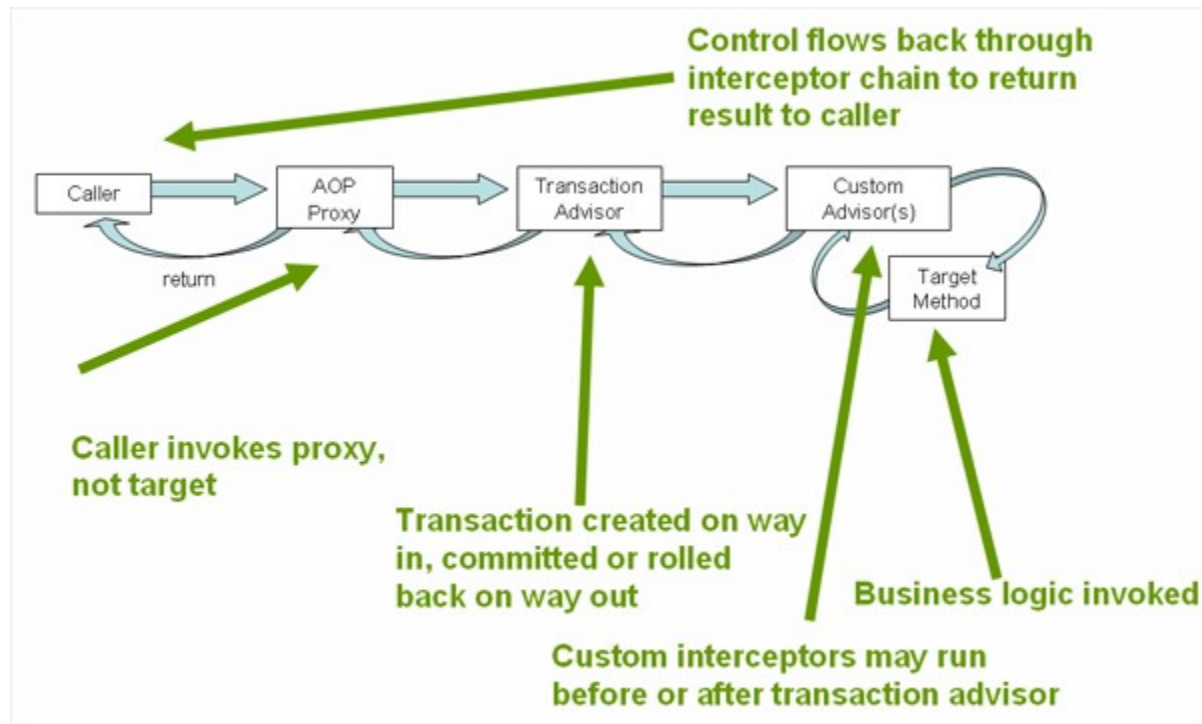 Control flows back through
interceptor chain to return
result to caller
Caller
AOP
Proxy
Transaction
Advisor
Custom
Advisor(s)
return
Target
Method
Caller invokes proxy,
not target
Transaction created on way
in, committed or rolled
back on way out
Business logic invoked
Custom interceptors may run
before or after transaction advisor